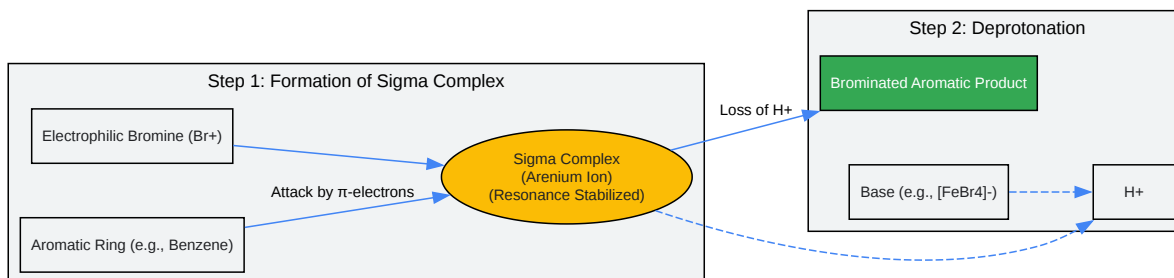 Step 1: Formation of Sigma Complex
Electrophilic Bromine (Br+)
Attack by π-electrons
Aromatic Ring (e.g., Benzene)
Sigma Complex
(Arenium Ion)
(Resonance Stabilized)
Loss of H+
Step 2: Deprotonation
Brominated Aromatic Product
Base (e.g., [FeBr4]-)
H+